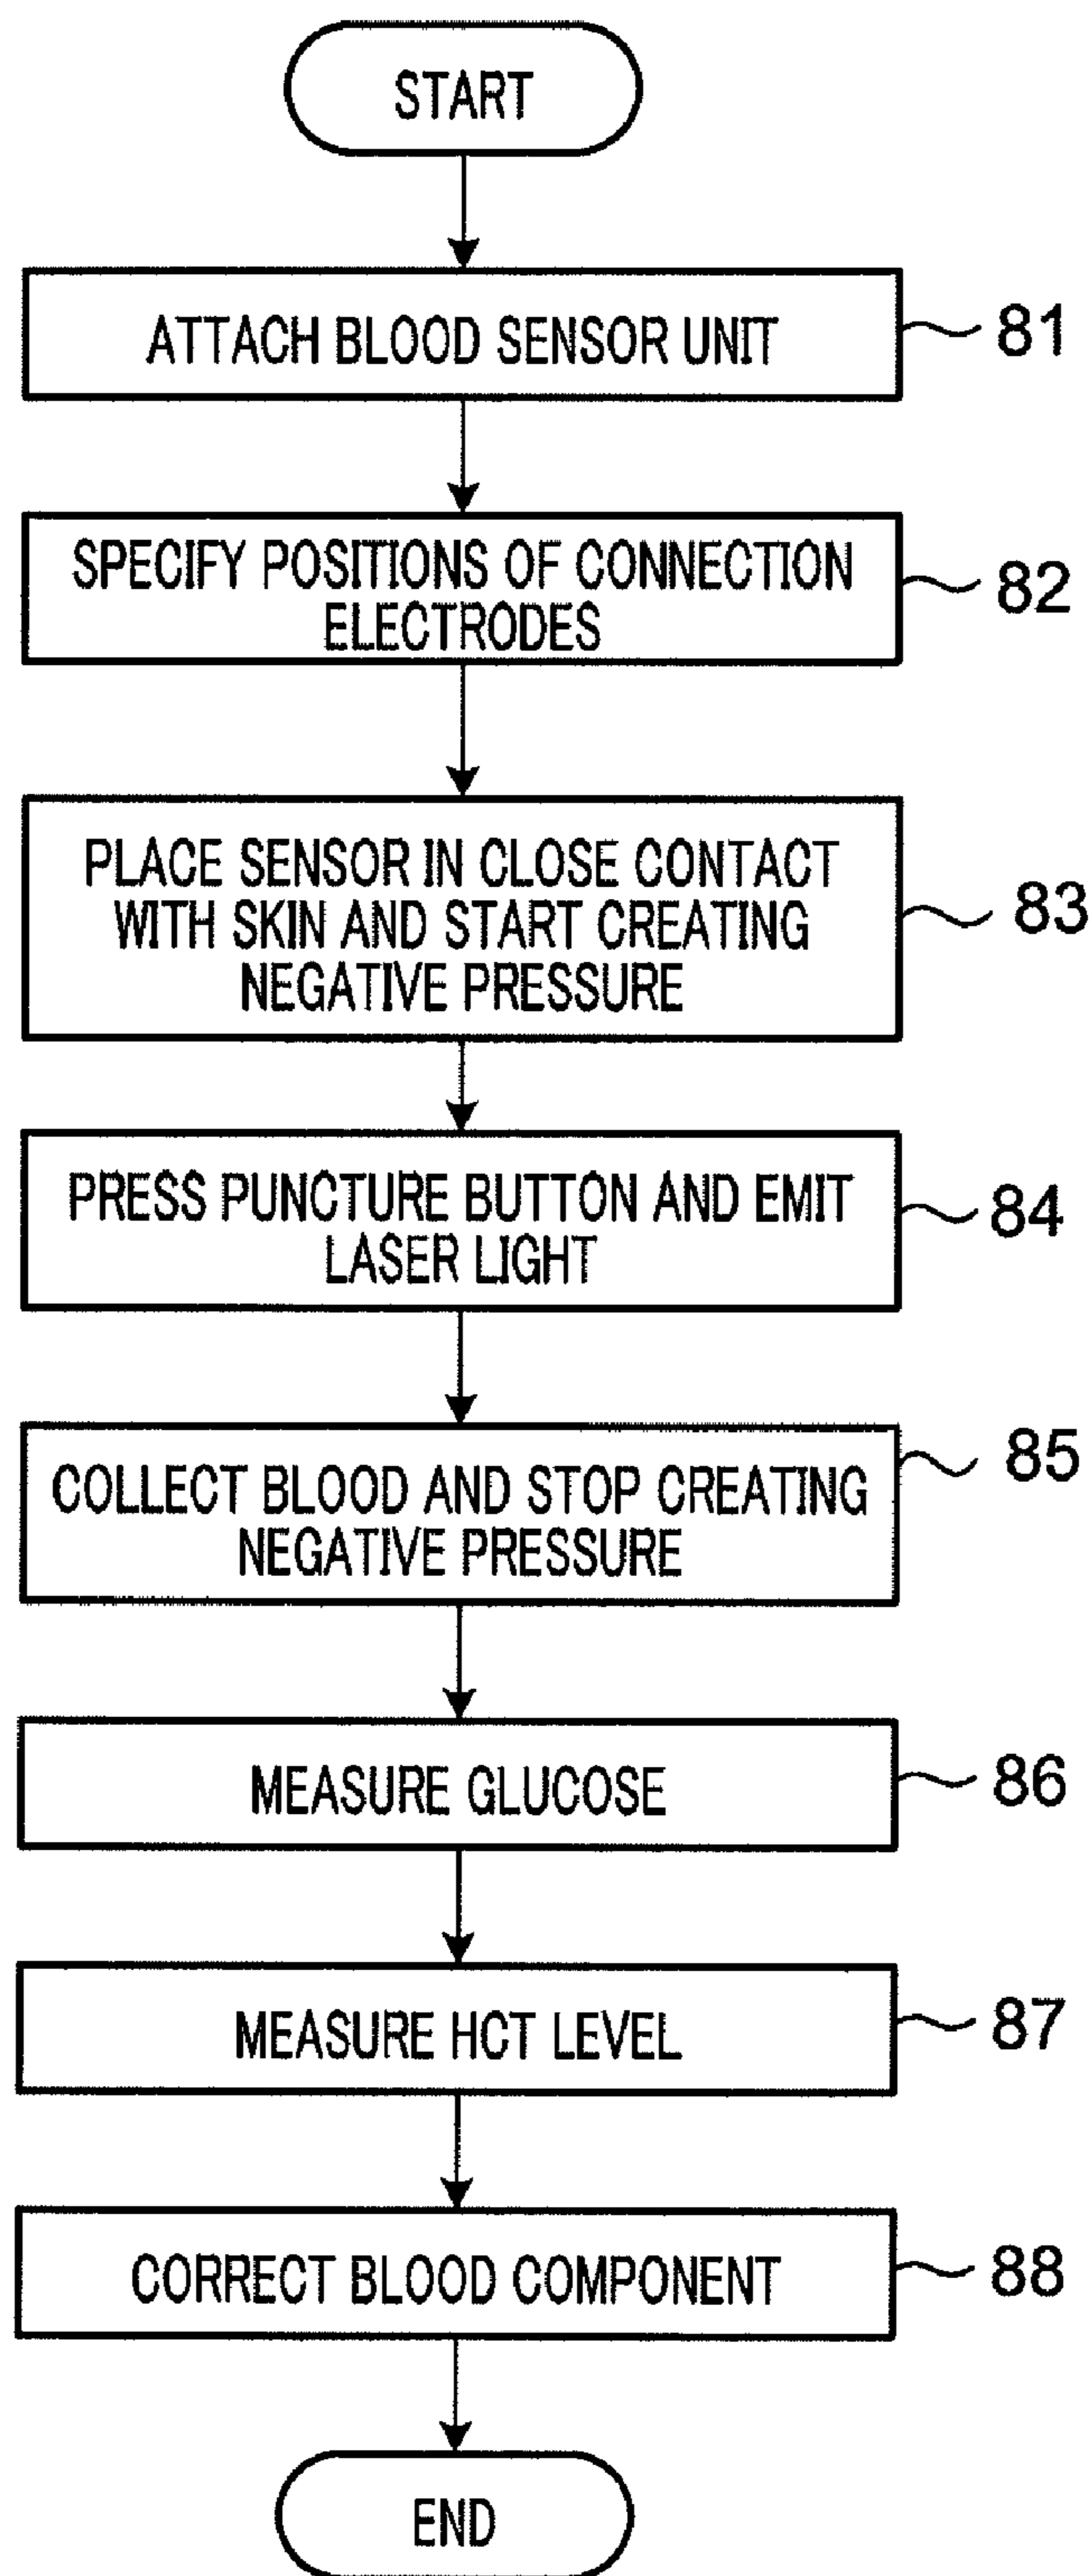 START
ATTACH BLOOD SENSOR UNIT
81
SPECIFY POSITIONS OF CONNECTION
ELECTRODES
82
PLACE SENSOR IN CLOSE CONTACT
WITH SKIN AND START CREATING
NEGATIVE PRESSURE
83
PRESS PUNCTURE BUTTON AND EMIT
LASER LIGHT
84
COLLECT BLOOD AND STOP CREATING
NEGATIVE PRESSURE
85
MEASURE GLUCOSE
86
MEASURE HCT LEVEL
87
CORRECT BLOOD COMPONENT
88
END